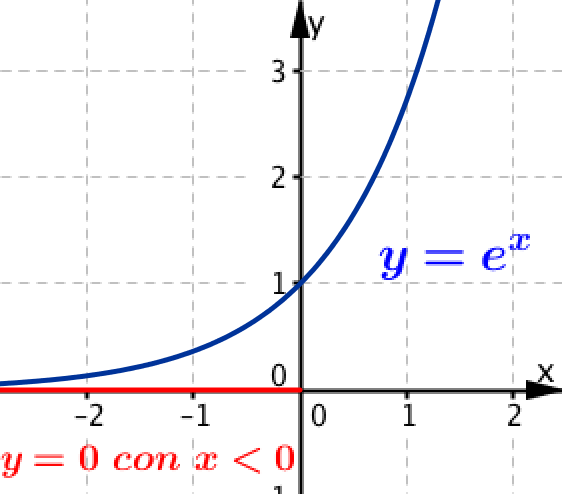 y
3
2
y = e^x
1
0
x
-2 -1 0 1 2
y = 0 con x < 0